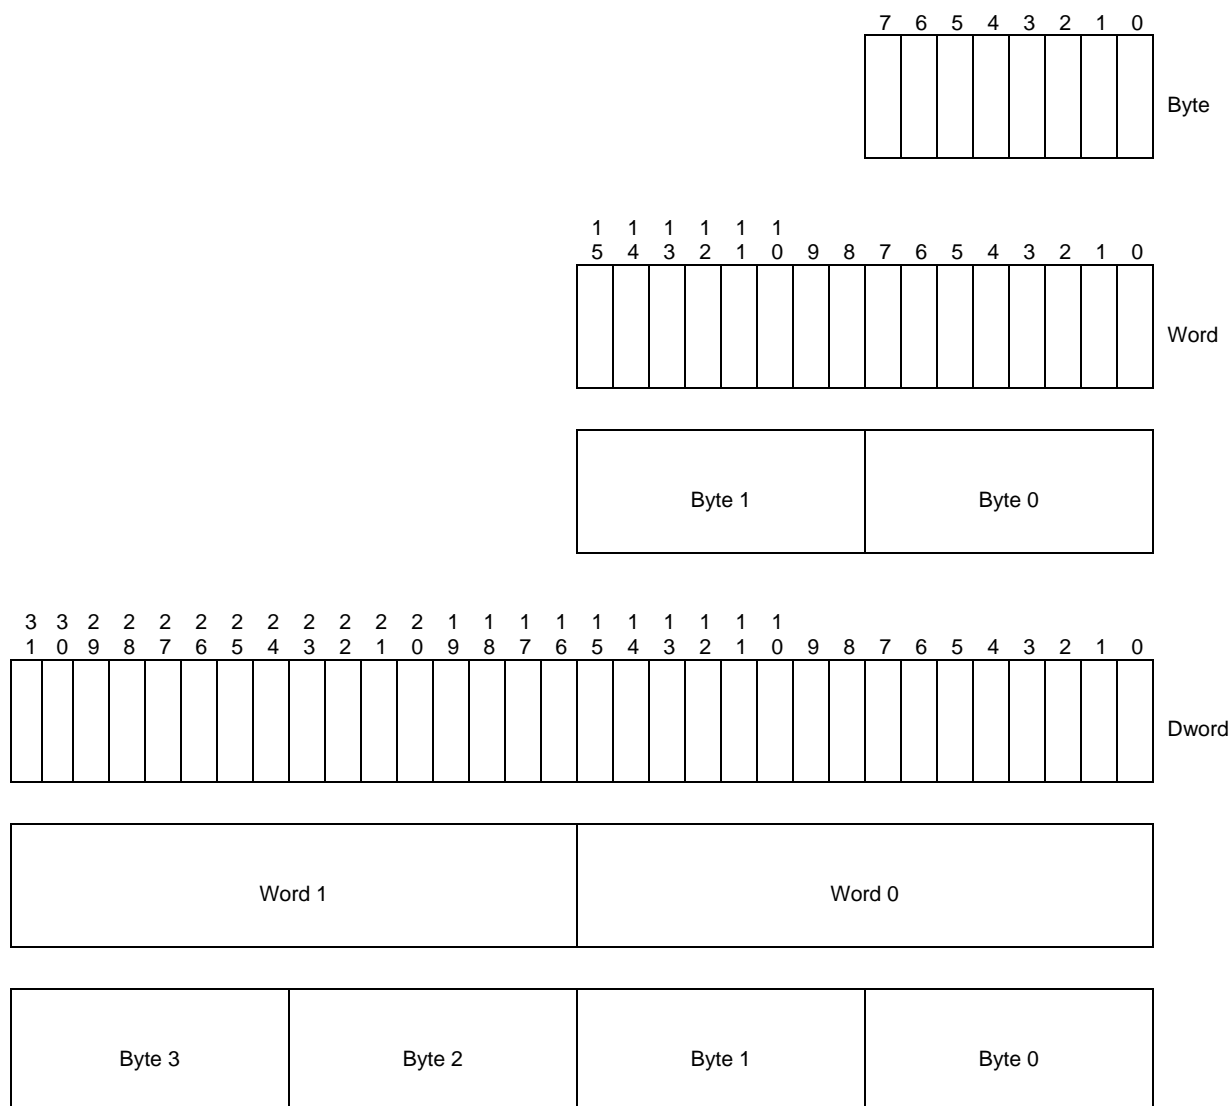 7 6 5 4 3 2 1 0
Byte
1 1 1 1 1 1
5 4 3 2 1 0 9 8 7 6 5 4 3 2 1 0
Word
Byte 1 Byte 0
3 3 2 2 2 2 2 2 2 2 2 2 1 1 1 1 1 1 1 1 1 1
1 0 9 8 7 6 5 4 3 2 1 0 9 8 7 6 5 4 3 2 1 0 9 8 7 6 5 4 3 2 1 0
Dword
Word 1 Word 0
Byte 3 Byte 2 Byte 1 Byte 0